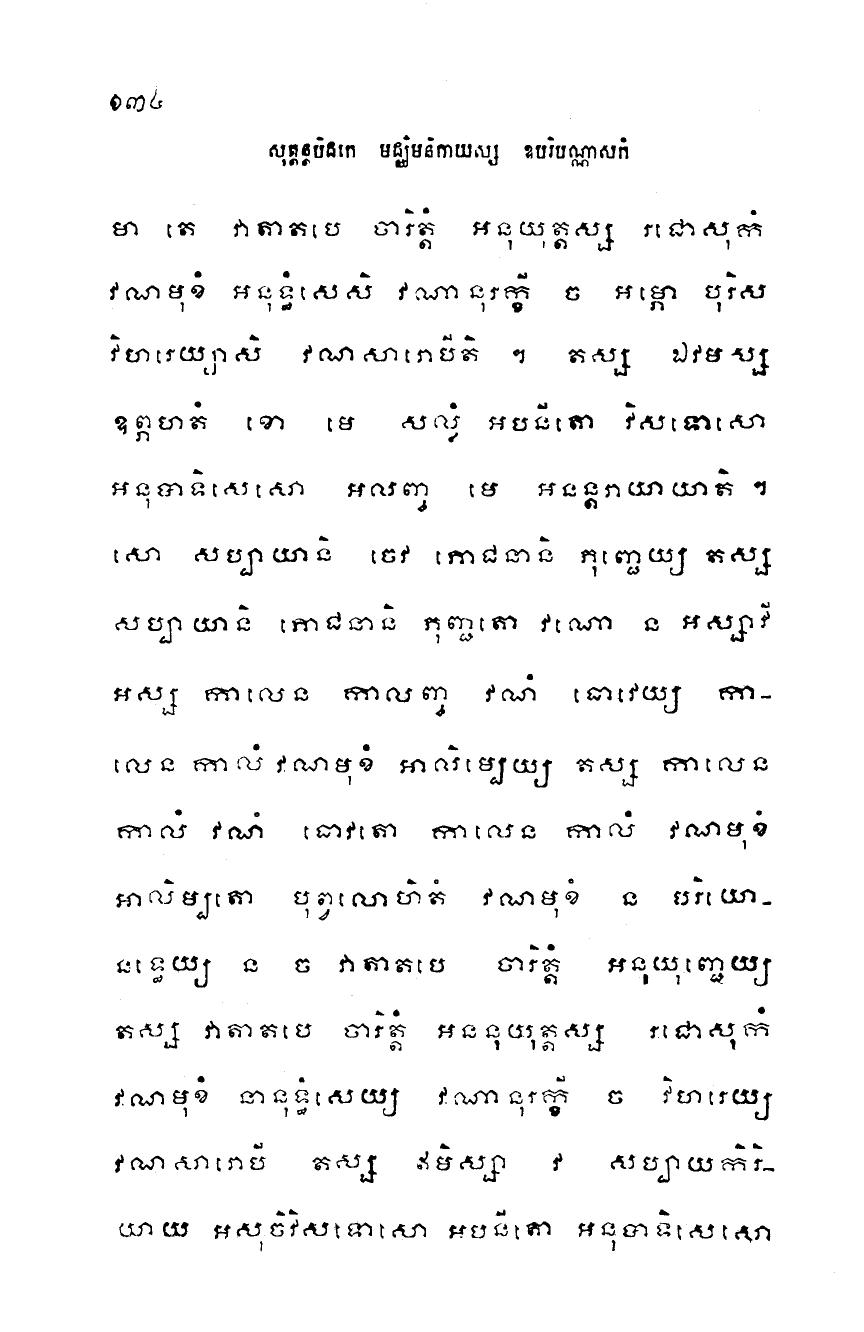 ១៣៤
សុត្តន្តបិដកេ មជ្ឈិមនិកាយស្ស ឧបរិបណ្ណាសកំ
មា តេ វាតាតបេ ចារិត្តំ អនុយុត្តស្ស រជោសុកំ
វណមុខំ អនុទ្ធំសេសិ វណានុរក្ខី ច អម្ភោ បុរិស
វិហរេយ្យាសិ វណសារោបីតិ ។ តស្ស ឯវមស្ស
ឧព្ភហតំ ខោ មេ សល្លំ អបនីតោ វិសទោសោ
អនុបាទិសេសោ អលញ្ច មេ អនន្តរាយាយាតិ ។
សោ សប្បាយានិ ចេវ ភោជនានិ ភុញ្ជេយ្យ តស្ស
សប្បាយានិ ភោជនានិ ភុញ្ជតោ វណោ ន អស្សាវី
អស្ស កាលេន កាលញ្ច វណំ ធោវេយ្យ កា-
លេន កាលំ វណមុខំ អាលិម្បេយ្យ តស្ស កាលេន
កាលំ វណំ ធោវតោ កាលេន កាលំ វណមុខំ
អាលិម្បតោ បុព្វលោហិតំ វណមុខំ ន បរិយោ-
នទ្ធេយ្យ ន ច វាតាតបេ ចារិត្តំ អនុយុញ្ជេយ្យ
តស្ស វាតាតបេ ចារិត្តំ អននុយុត្តស្ស រជោសុកំ
វណមុខំ នានុទ្ធំសេយ្យ វណានុរក្ខី ច វិហរេយ្យ
វណសារោបី តស្ស ឥមិស្សា វ សប្បាយកិរិ-
យាយ អសុចិវិសទោសោ អបនីតោ អនុបាទិសេសោ